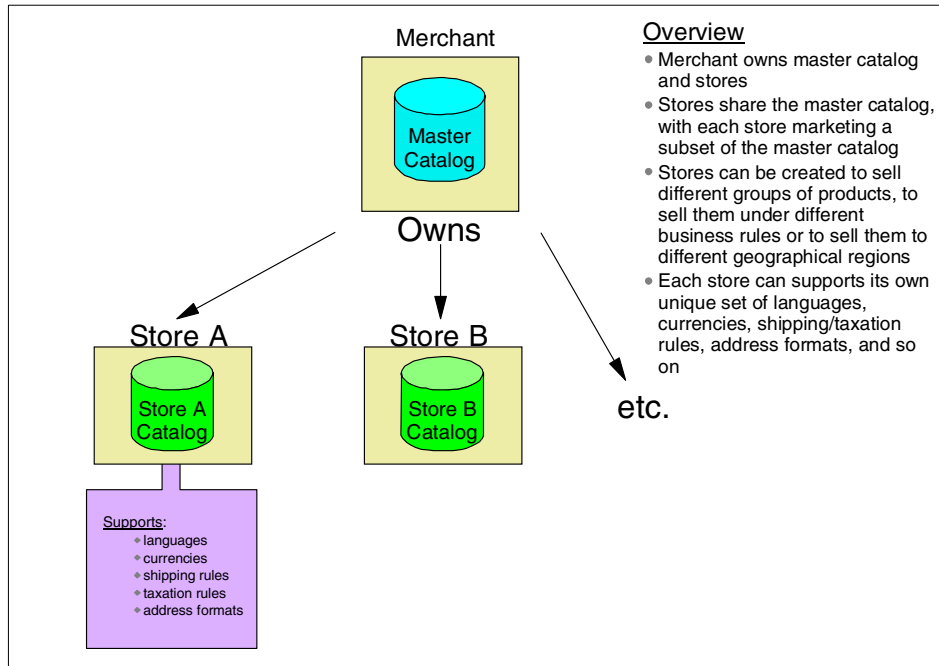 Merchant
Master
Catalog
Owns
Store A
Store A
Catalog
Store B
Store B
Catalog
etc.
Supports:
languages
currencies
shipping rules
taxation rules
address formats
Overview
Merchant owns master catalog
and stores
Stores share the master catalog,
with each store marketing a
subset of the master catalog
Stores can be created to sell
different groups of products, to
sell them under different
business rules or to sell them to
different geographical regions
Each store can supports its own
unique set of languages,
currencies, shipping/taxation
rules, address formats, and so
on